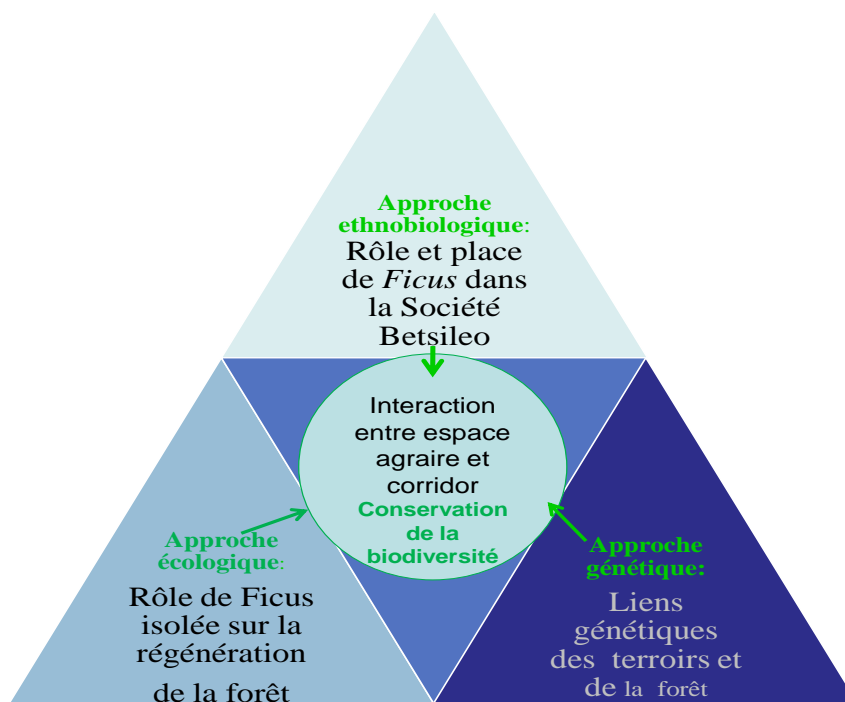 Approche
ethnobiologique:
Rôle et place
de Ficus dans
la Société
Betsileo
Interaction
entre espace
agraire et
corridor
Conservation
de la
biodiversité
Approche
écologique:
Rôle de Ficus
isolée sur la
régénération
de la forêt
Approche
génétique:
Liens
génétiques
des terroirs et
de la forêt